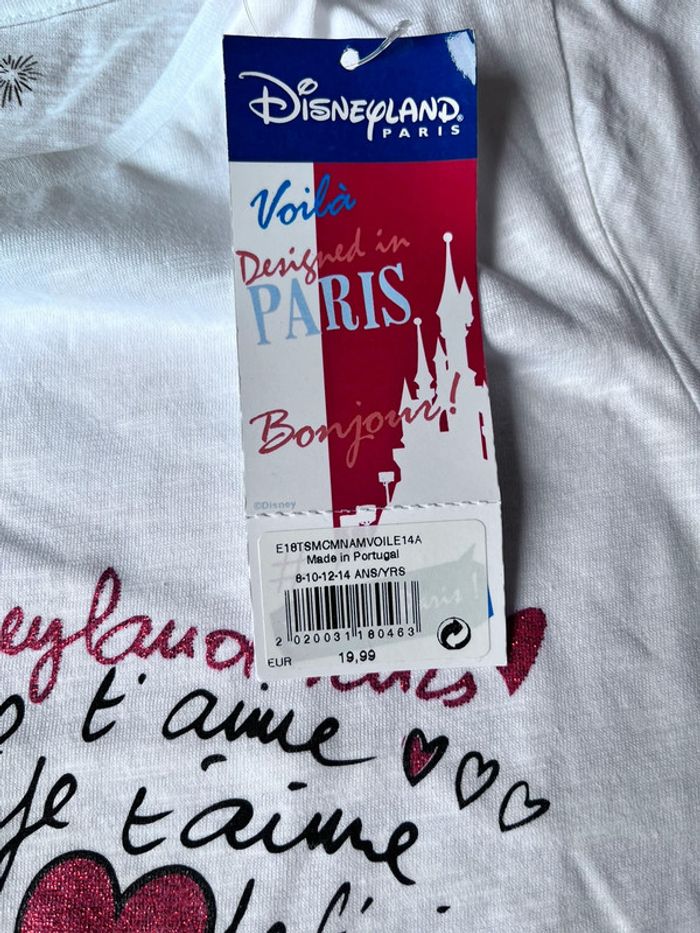 Disneyland
PARIS
Voilà
Designed in
PARIS
Bonjour!
©Disney
E18TSMCMNAMVOILE14A
Made in Portugal
8-10-12-14 ANS/YRS
2 020031 180463
EUR 19,99
t'aime
je t'aime